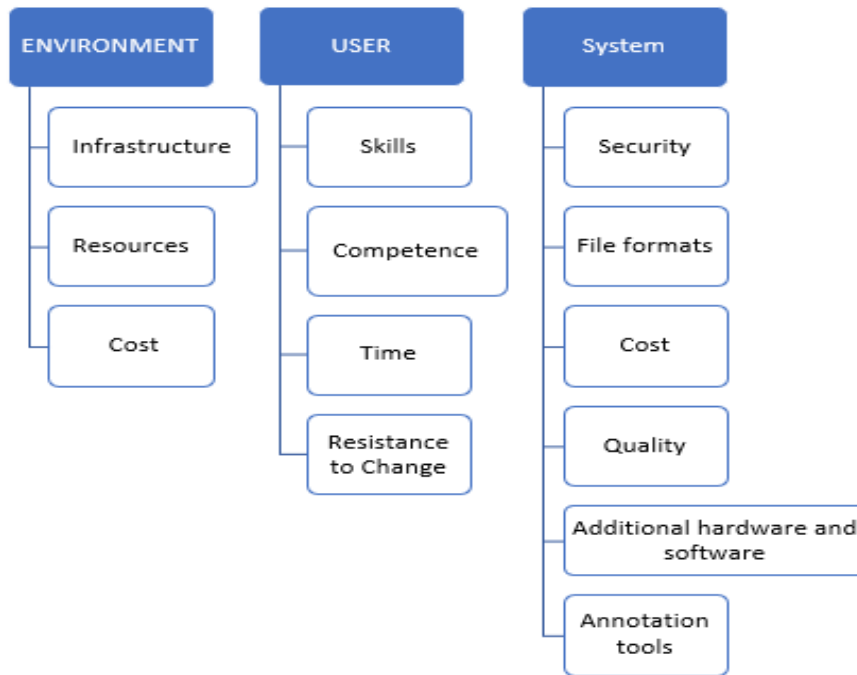 ENVIRONMENT
Infrastructure
Resources
Cost
USER
Skills
Competence
Time
Resistance
to Change
System
Security
File formats
Cost
Quality
Additional hardware and
software
Annotation
tools